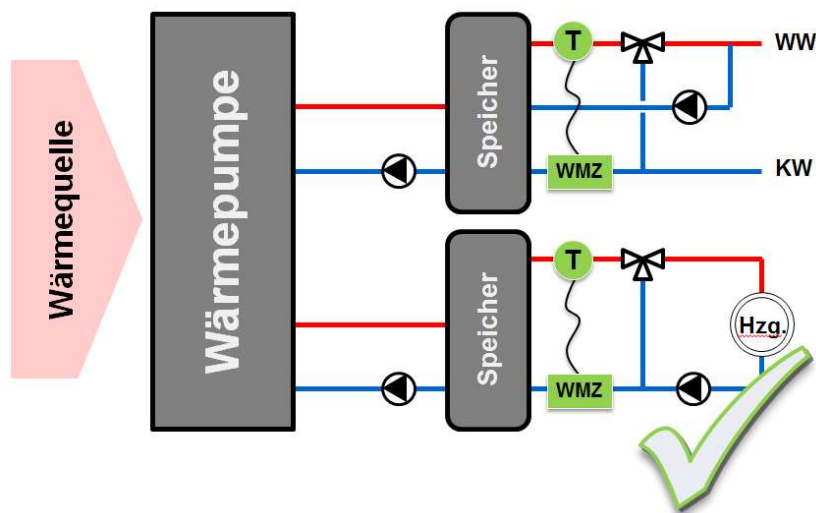 Wärmequelle
Wärmepumpe
Speicher
T
WMZ
WW
KW
Speicher
T
WMZ
Hzg.